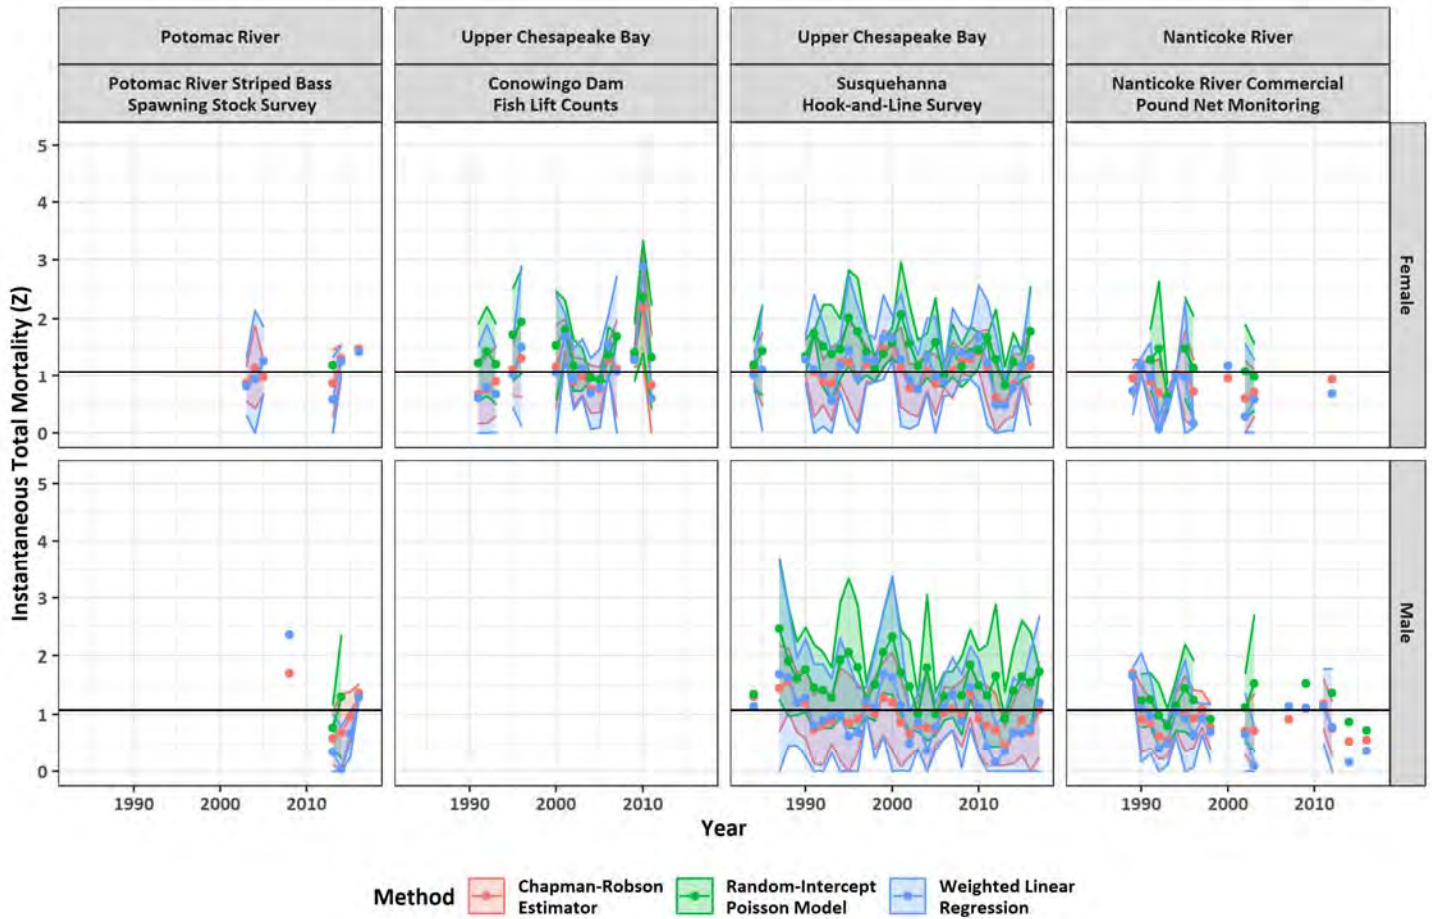 Potomac River
Upper Chesapeake Bay
Upper Chesapeake Bay
Nanticoke River
Potomac River Striped Bass
Spawning Stock Survey
Conowingo Dam
Fish Lift Counts
Susquehanna
Hook-and-Line Survey
Nanticoke River Commercial
Pound Net Monitoring
Instantaneous Total Mortality (Z)
5
4
3
2
1
0
Female
5
4
3
2
1
0
Male
1990 2000 2010
1990 2000 2010
1990 2000 2010
1990 2000 2010
Year
Method
Chapman-Robson
Estimator
Random-Intercept
Poisson Model
Weighted Linear
Regression